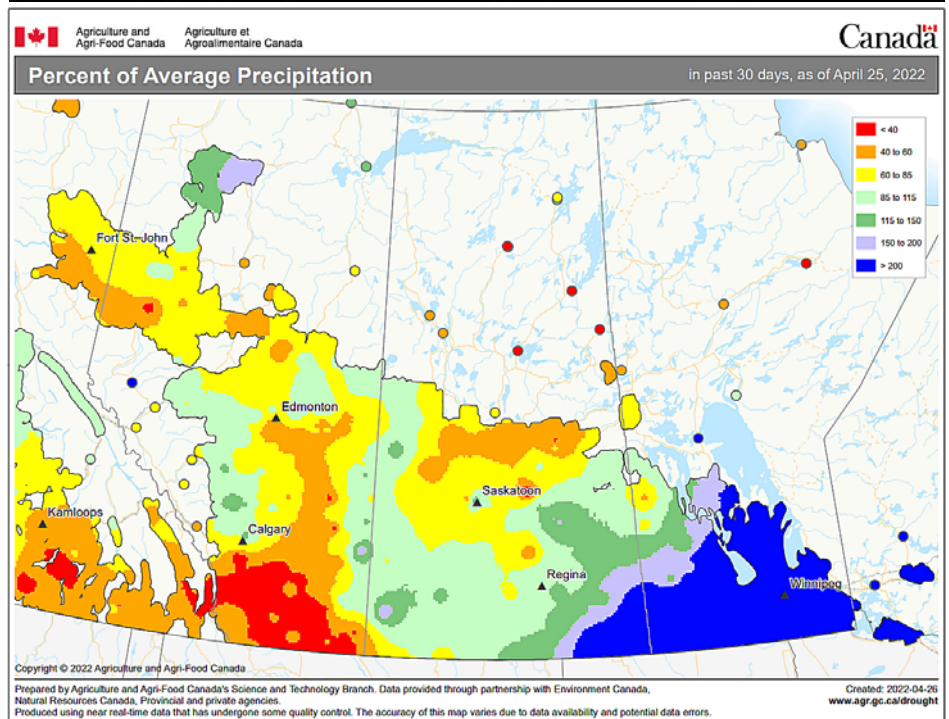 Agriculture and Agriculture et
Agri-Food Canada Agroalimentaire Canada
Canada
Percent of Average Precipitation
in past 30 days, as of April 25, 2022
< 40
40 to 60
60 to 85
85 to 115
115 to 150
150 to 200
> 200
Fort St. John
Edmonton
Saskatoon
Kamloops
Calgary
Regina
Winnipeg
Copyright © 2022 Agriculture and Agri-Food Canada
Prepared by Agriculture and Agri-Food Canada's Science and Technology Branch. Data provided through partnership with Environment Canada,
Natural Resources Canada, Provincial and private agencies.
Produced using near real-time data that has undergone some quality control. The accuracy of this map varies due to data availability and potential data errors.
Created: 2022-04-26
www.agr.gc.ca/drought